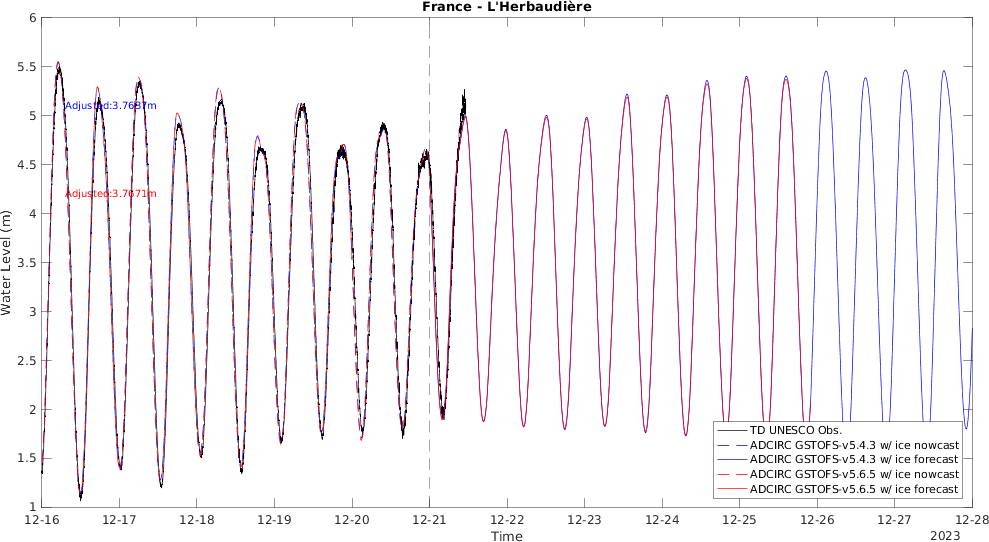 France - L'Herbaudière
6
5.5
5
4.5
4
3.5
3
2.5
2
1.5
1
Water Level (m)
Adjusted:3.7637m
Adjusted:3.7671m
TD UNESCO Obs.
ADCIRC GSTOFS-v5.4.3 w/ ice nowcast
ADCIRC GSTOFS-v5.4.3 w/ ice forecast
ADCIRC GSTOFS-v5.6.5 w/ ice nowcast
ADCIRC GSTOFS-v5.6.5 w/ ice forecast
12-16 12-17 12-18 12-19 12-20 12-21 12-22 12-23 12-24 12-25 12-26 12-27 12-28
Time
2023